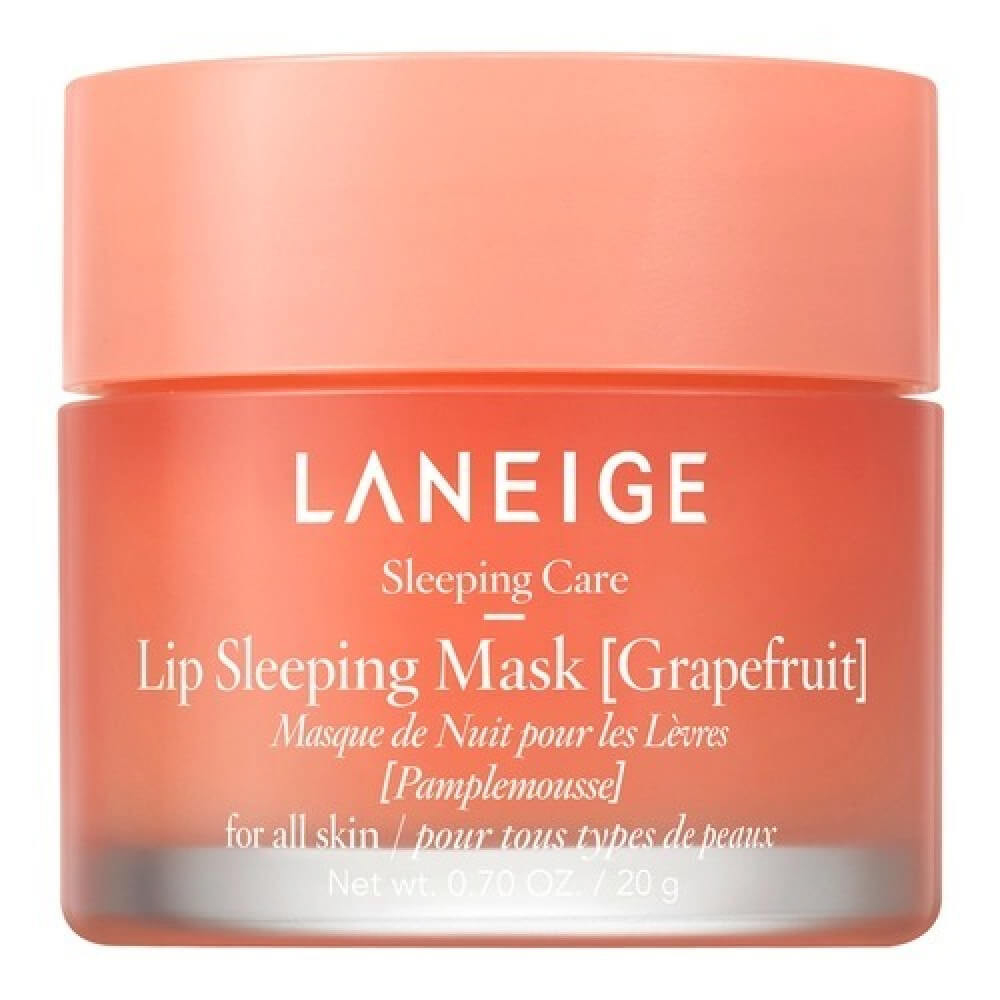 LANEIGE
Sleeping Care
Lip Sleeping Mask [Grapefruit]
Masque de Nuit pour les Lèvres
[Pamplemousse]
for all skin / pour tous types de peaux
Net wt. 0.70 OZ. / 20 g